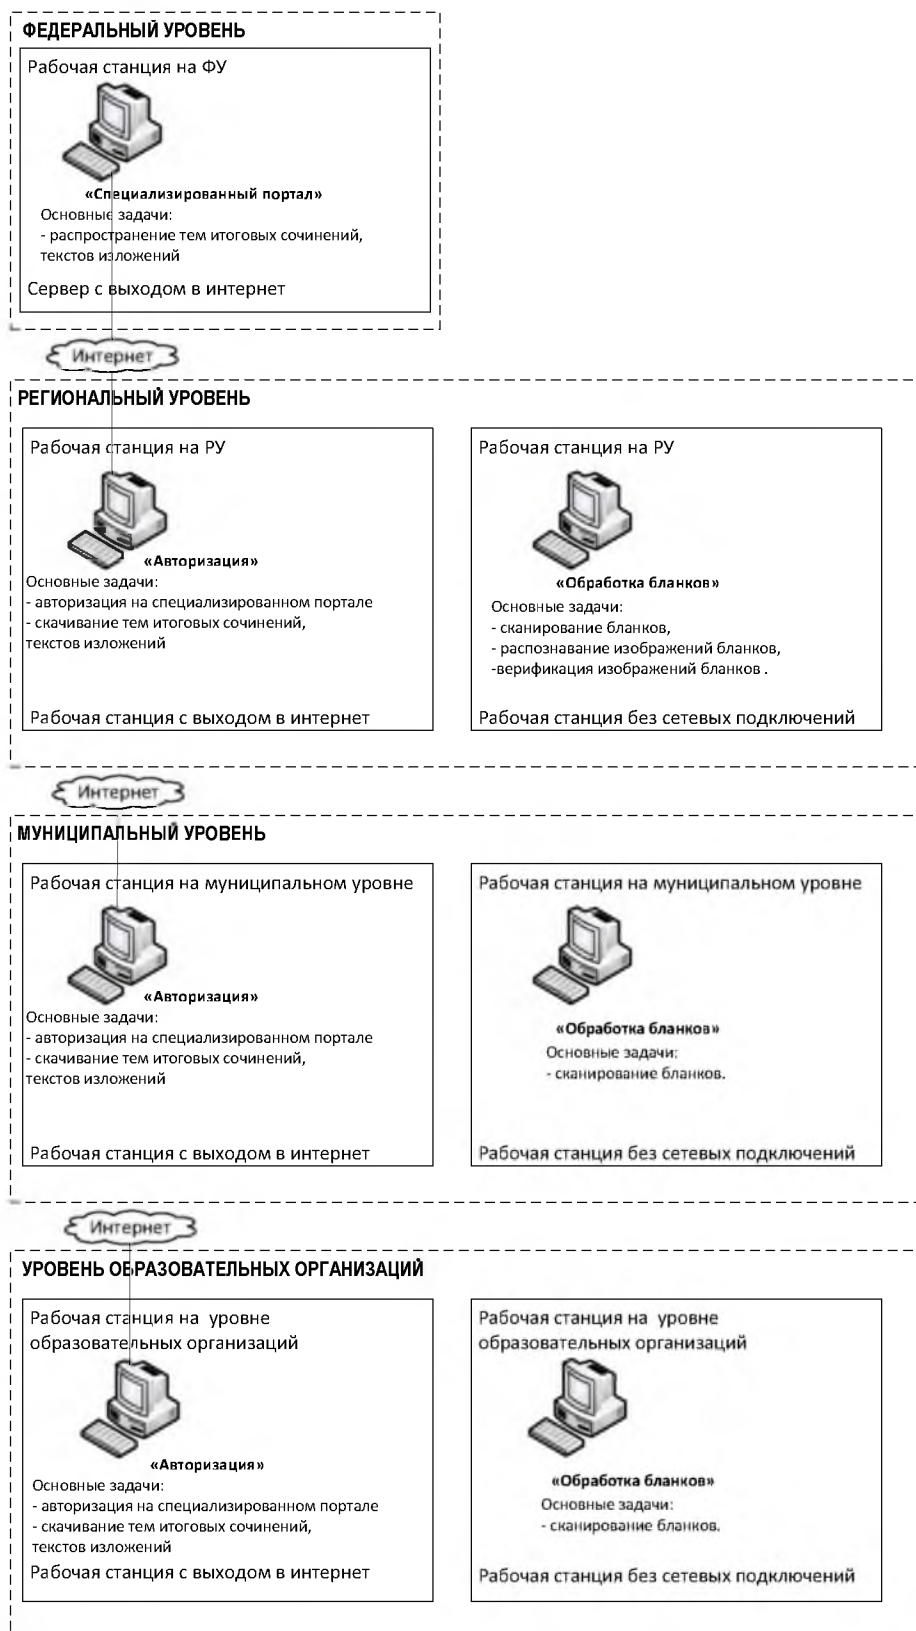 ФЕДЕРАЛЬНЫЙ УРОВЕНЬ
Рабочая станция на ФУ
«Специализированный портал»
Основные задачи:
- распространение тем итоговых сочинений,
текстов изложений
Сервер с выходом в интернет
Интернет
РЕГИОНАЛЬНЫЙ УРОВЕНЬ
Рабочая станция на РУ
«Авторизация»
Основные задачи:
- авторизация на специализированном портале
- скачивание тем итоговых сочинений,
текстов изложений
Рабочая станция с выходом в интернет
Рабочая станция на РУ
«Обработка бланков»
Основные задачи:
- сканирование бланков,
- распознавание изображений бланков,
-верификация изображений бланков .
Рабочая станция без сетевых подключений
Интернет
МУНИЦИПАЛЬНЫЙ УРОВЕНЬ
Рабочая станция на муниципальном уровне
«Авторизация»
Основные задачи:
- авторизация на специализированном портале
- скачивание тем итоговых сочинений,
текстов изложений
Рабочая станция с выходом в интернет
Рабочая станция на муниципальном уровне
«Обработка бланков»
Основные задачи:
- сканирование бланков.
Рабочая станция без сетевых подключений
Интернет
УРОВЕНЬ ОБРАЗОВАТЕЛЬНЫХ ОРГАНИЗАЦИЙ
Рабочая станция на уровне
образовательных организаций
«Авторизация»
Основные задачи:
- авторизация на специализированном портале
- скачивание тем итоговых сочинений,
текстов изложений
Рабочая станция с выходом в интернет
Рабочая станция на уровне
образовательных организаций
«Обработка бланков»
Основные задачи:
- сканирование бланков.
Рабочая станция без сетевых подключений